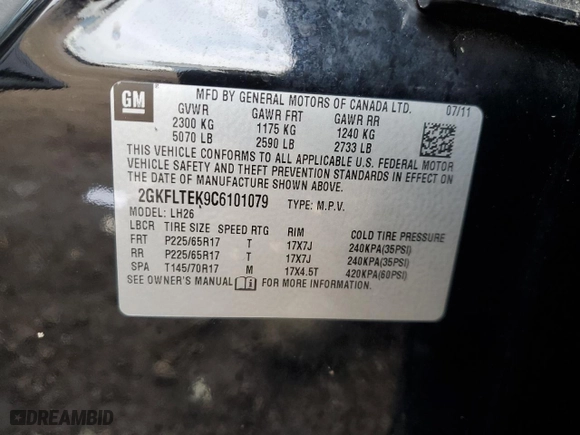 GM
MFD BY GENERAL MOTORS OF CANADA LTD.
07/11
GVWR GAWR FRT GAWR RR
2300 KG 1175 KG 1240 KG
5070 LB 2590 LB 2733 LB
THIS VEHICLE CONFORMS TO ALL APPLICABLE U.S. FEDERAL MOTOR
VEHICLE SAFETY AND THEFT PREVENTION STANDARDS IN EFFECT ON
THE DATE OF MANUFACTURE SHOWN ABOVE.
2GKFLTEK9C6101079 TYPE: M.P.V.
MODEL: LH26
LBCR TIRE SIZE SPEED RTG RIM COLD TIRE PRESSURE
FRT P225/65R17 T 17X7J 240KPA(35PSI)
RR P225/65R17 T 17X7J 240KPA(35PSI)
SPA T145/70R17 M 17X4.5T 420KPA(60PSI)
SEE OWNER'S MANUAL FOR MORE INFORMATION.
DREAMBID